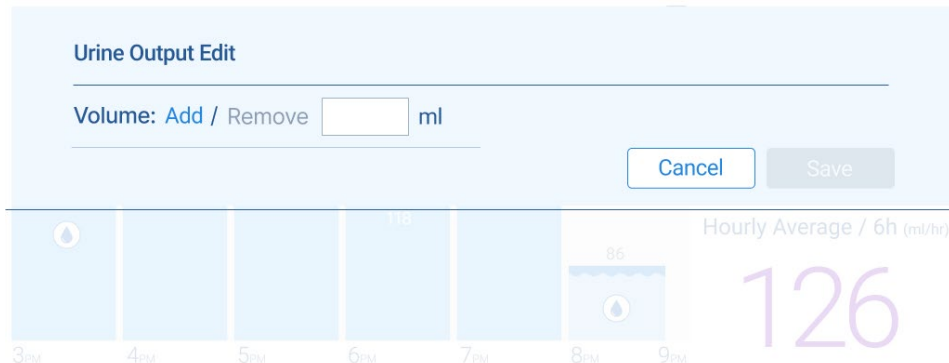 Urine Output Edit
Volume: Add / Remove ml
Cancel Save
118
Hourly Average / 6h (ml/hr)
86
126
3PM 4PM 5PM 6PM 7PM 8PM 9PM